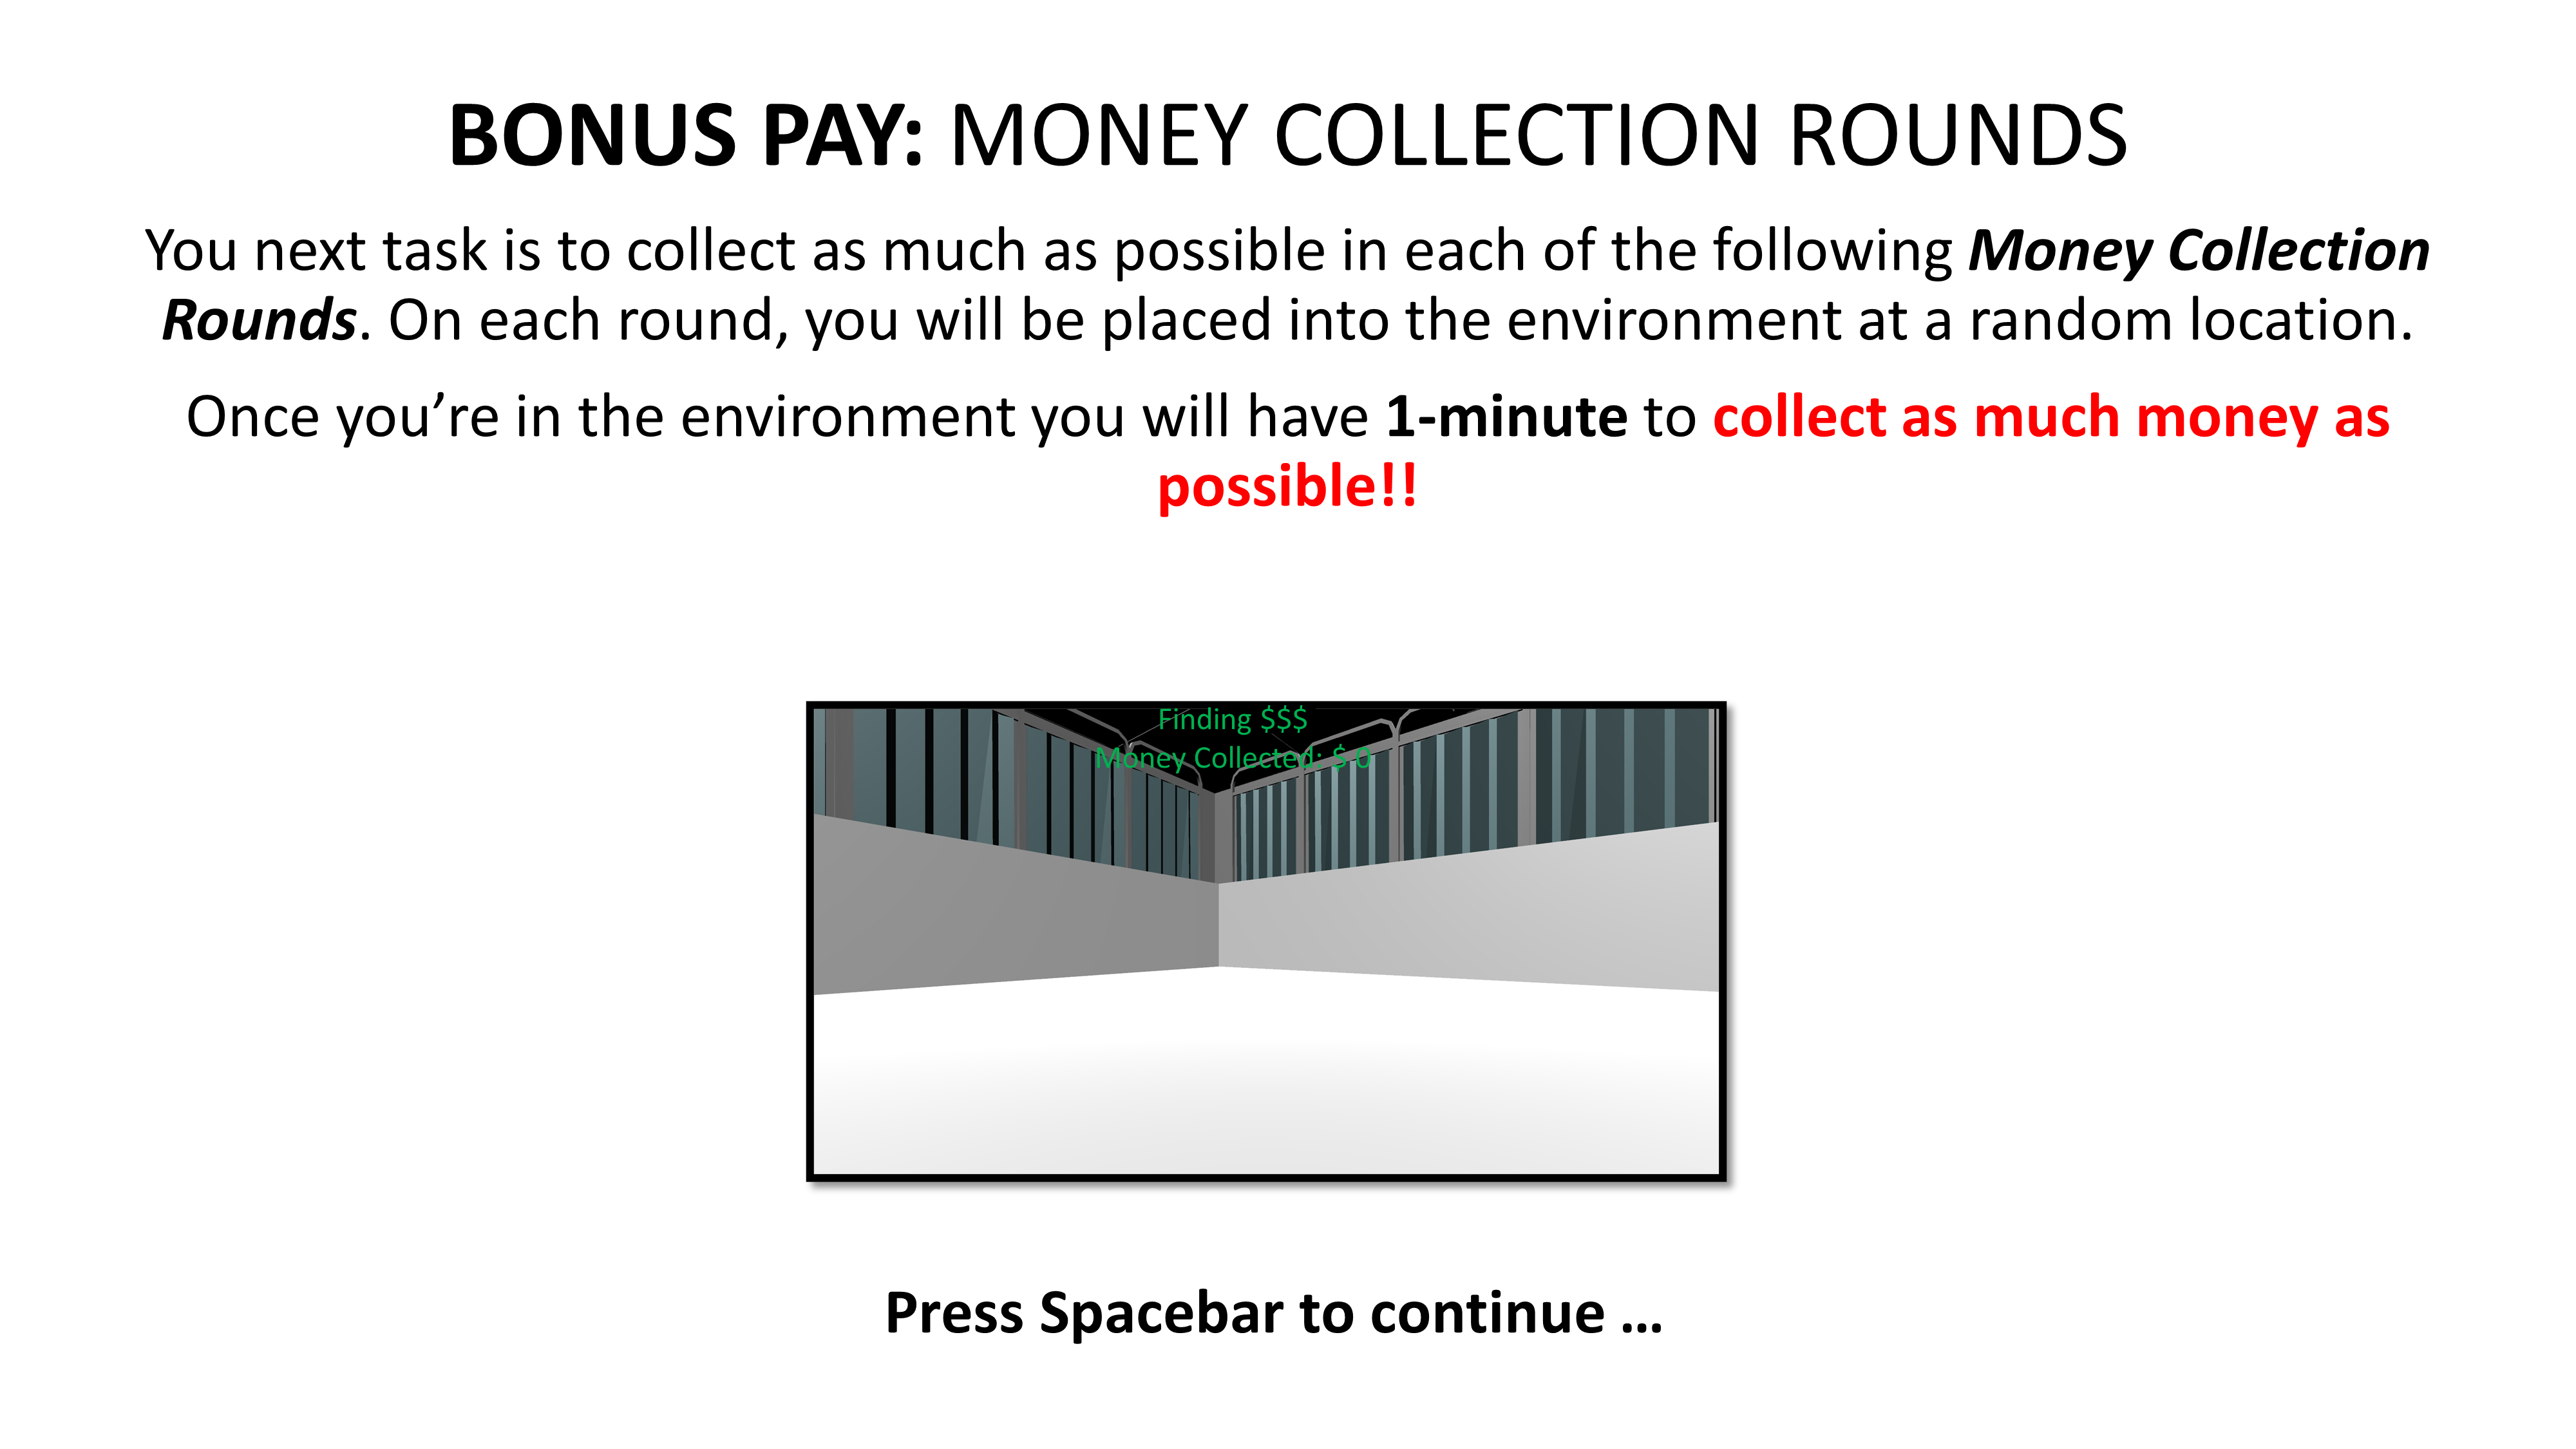 BONUS PAY: MONEY COLLECTION ROUNDS
You next task is to collect as much as possible in each of the following Money Collection
Rounds. On each round, you will be placed into the environment at a random location.
Once you’re in the environment you will have 1-minute to collect as much money as
possible!!
Finding $$$
Money Collected: $ 0
Press Spacebar to continue ...